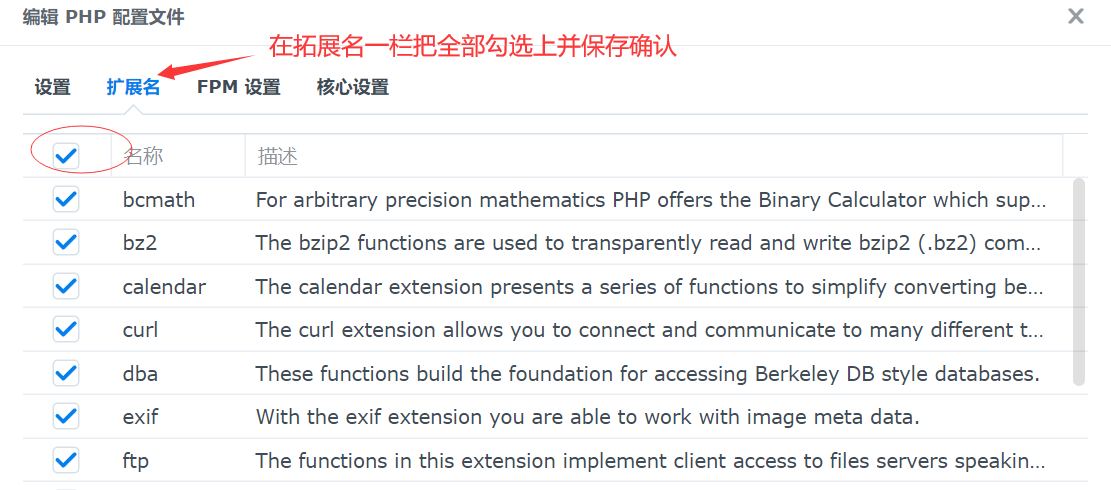 编辑 PHP 配置文件
在拓展名一栏把全部勾选上并保存确认
设置 扩展名 FPM 设置 核心设置
名称 描述
bcmath For arbitrary precision mathematics PHP offers the Binary Calculator which sup...
bz2 The bzip2 functions are used to transparently read and write bzip2 (.bz2) com...
calendar The calendar extension presents a series of functions to simplify converting be...
curl The curl extension allows you to connect and communicate to many different t...
dba These functions build the foundation for accessing Berkeley DB style databases.
exif With the exif extension you are able to work with image meta data.
ftp The functions in this extension implement client access to files servers speakin...